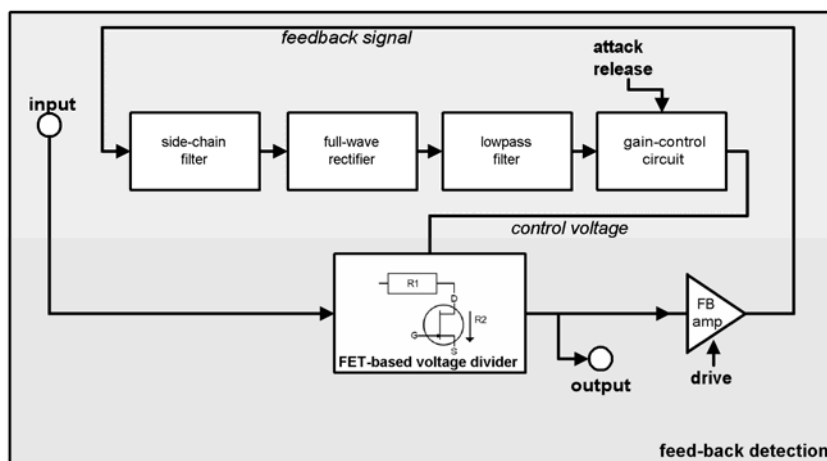 feedback signal
attack
release
input
side-chain
filter
full-wave
rectifier
lowpass
filter
gain-control
circuit
control voltage
R1
D
R2
G
S
FET-based voltage divider
FB
amp
drive
output
feed-back detection